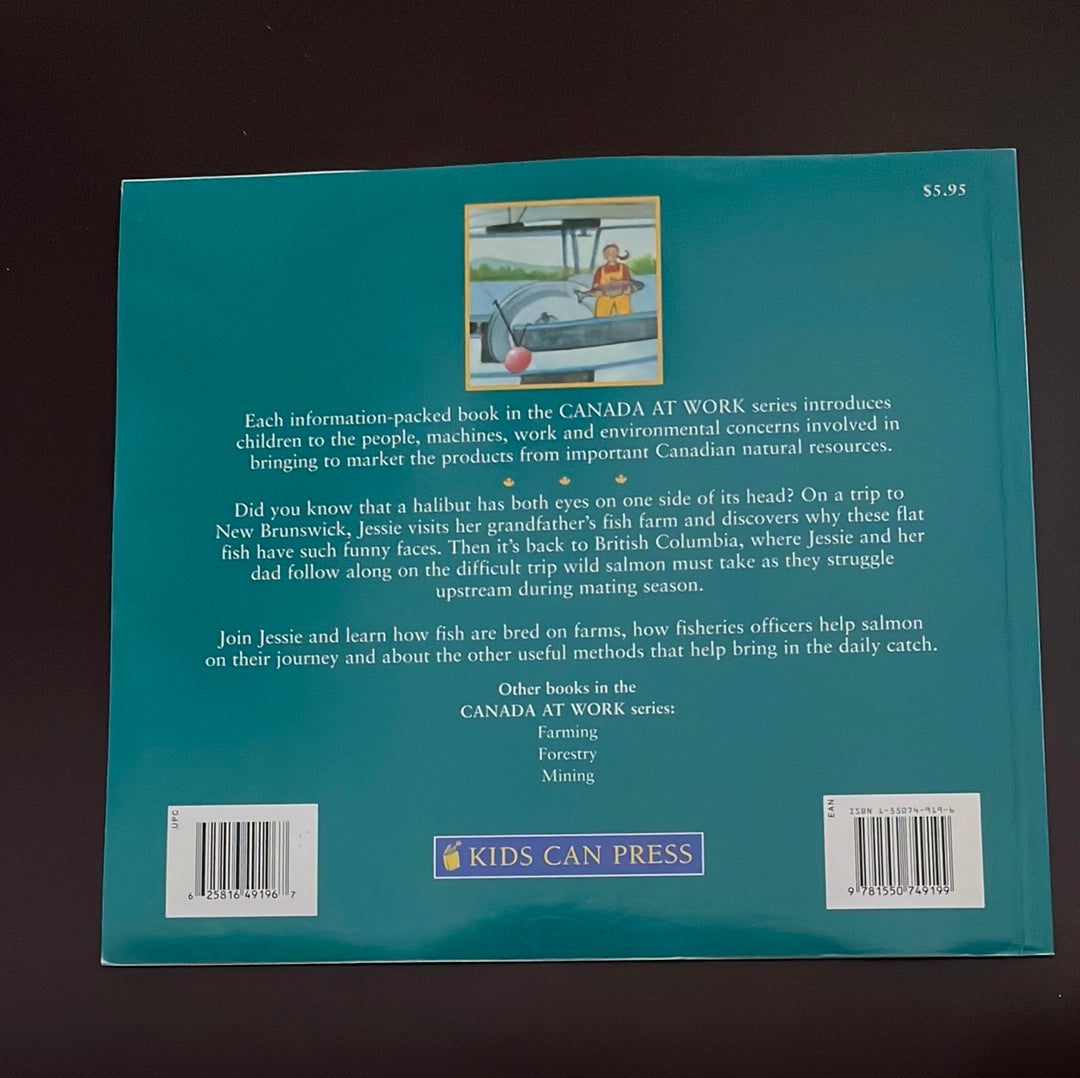 $5.95
Each information-packed book in the CANADA AT WORK series introduces
children to the people, machines, work and environmental concerns involved in
bringing to market the products from important Canadian natural resources.
Did you know that a halibut has both eyes on one side of its head? On a trip to
New Brunswick, Jessie visits her grandfather's fish farm and discovers why these flat
fish have such funny faces. Then it's back to British Columbia, where Jessie and her
dad follow along on the difficult trip wild salmon must take as they struggle
upstream during mating season.
Join Jessie and learn how fish are bred on farms, how fisheries officers help salmon
on their journey and about the other useful methods that help bring in the daily catch.
Other books in the
CANADA AT WORK series:
Farming
Forestry
Mining
UPC
6 25816 49196 7
KIDS CAN PRESS
EAN
ISBN 1-55074-919-6
9 781550 749199